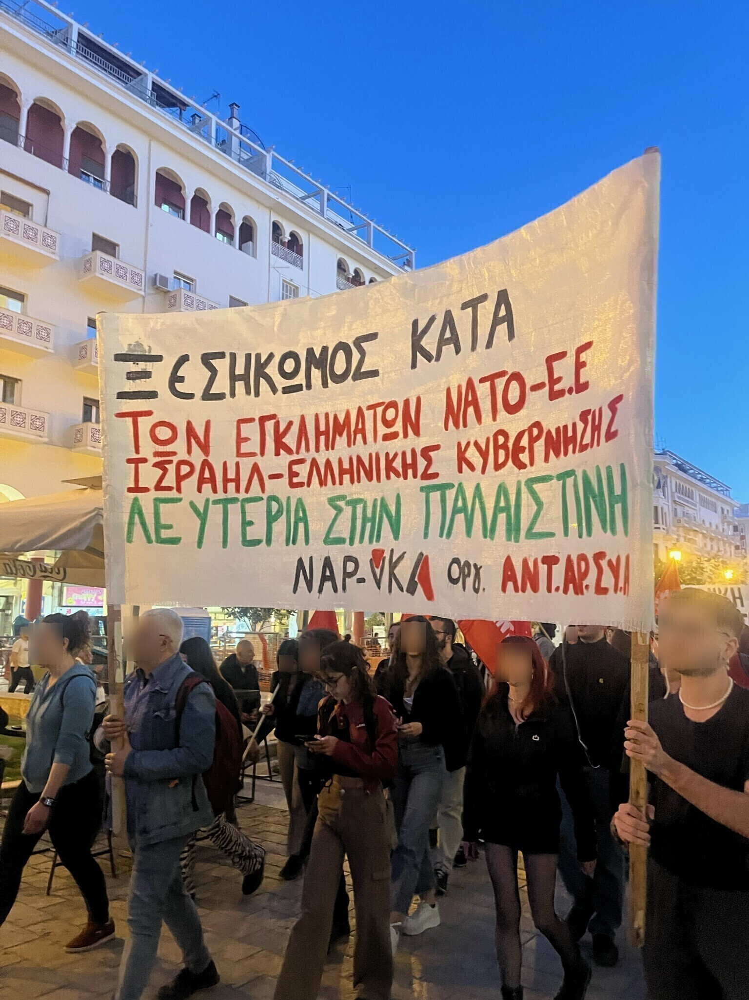 ΞΕΣΗΚΩΜΟΣ ΚΑΤΑ
ΤΩΝ ΕΓΚΛΗΜΑΤΩΝ ΝΑΤΟ-Ε.Ε
ΙΣΡΑΗΛ-ΕΛΛΗΝΙΚΗΣ ΚΥΒΕΡΝΗΣΗΣ
ΛΕΥΤΕΡΙΑ ΣΤΗΝ ΠΑΛΑΙΣΤΙΝΗ
ΝΑΡ-νΚΑ οργ. ΑΝΤ.ΑΡ.ΣΥ.Α